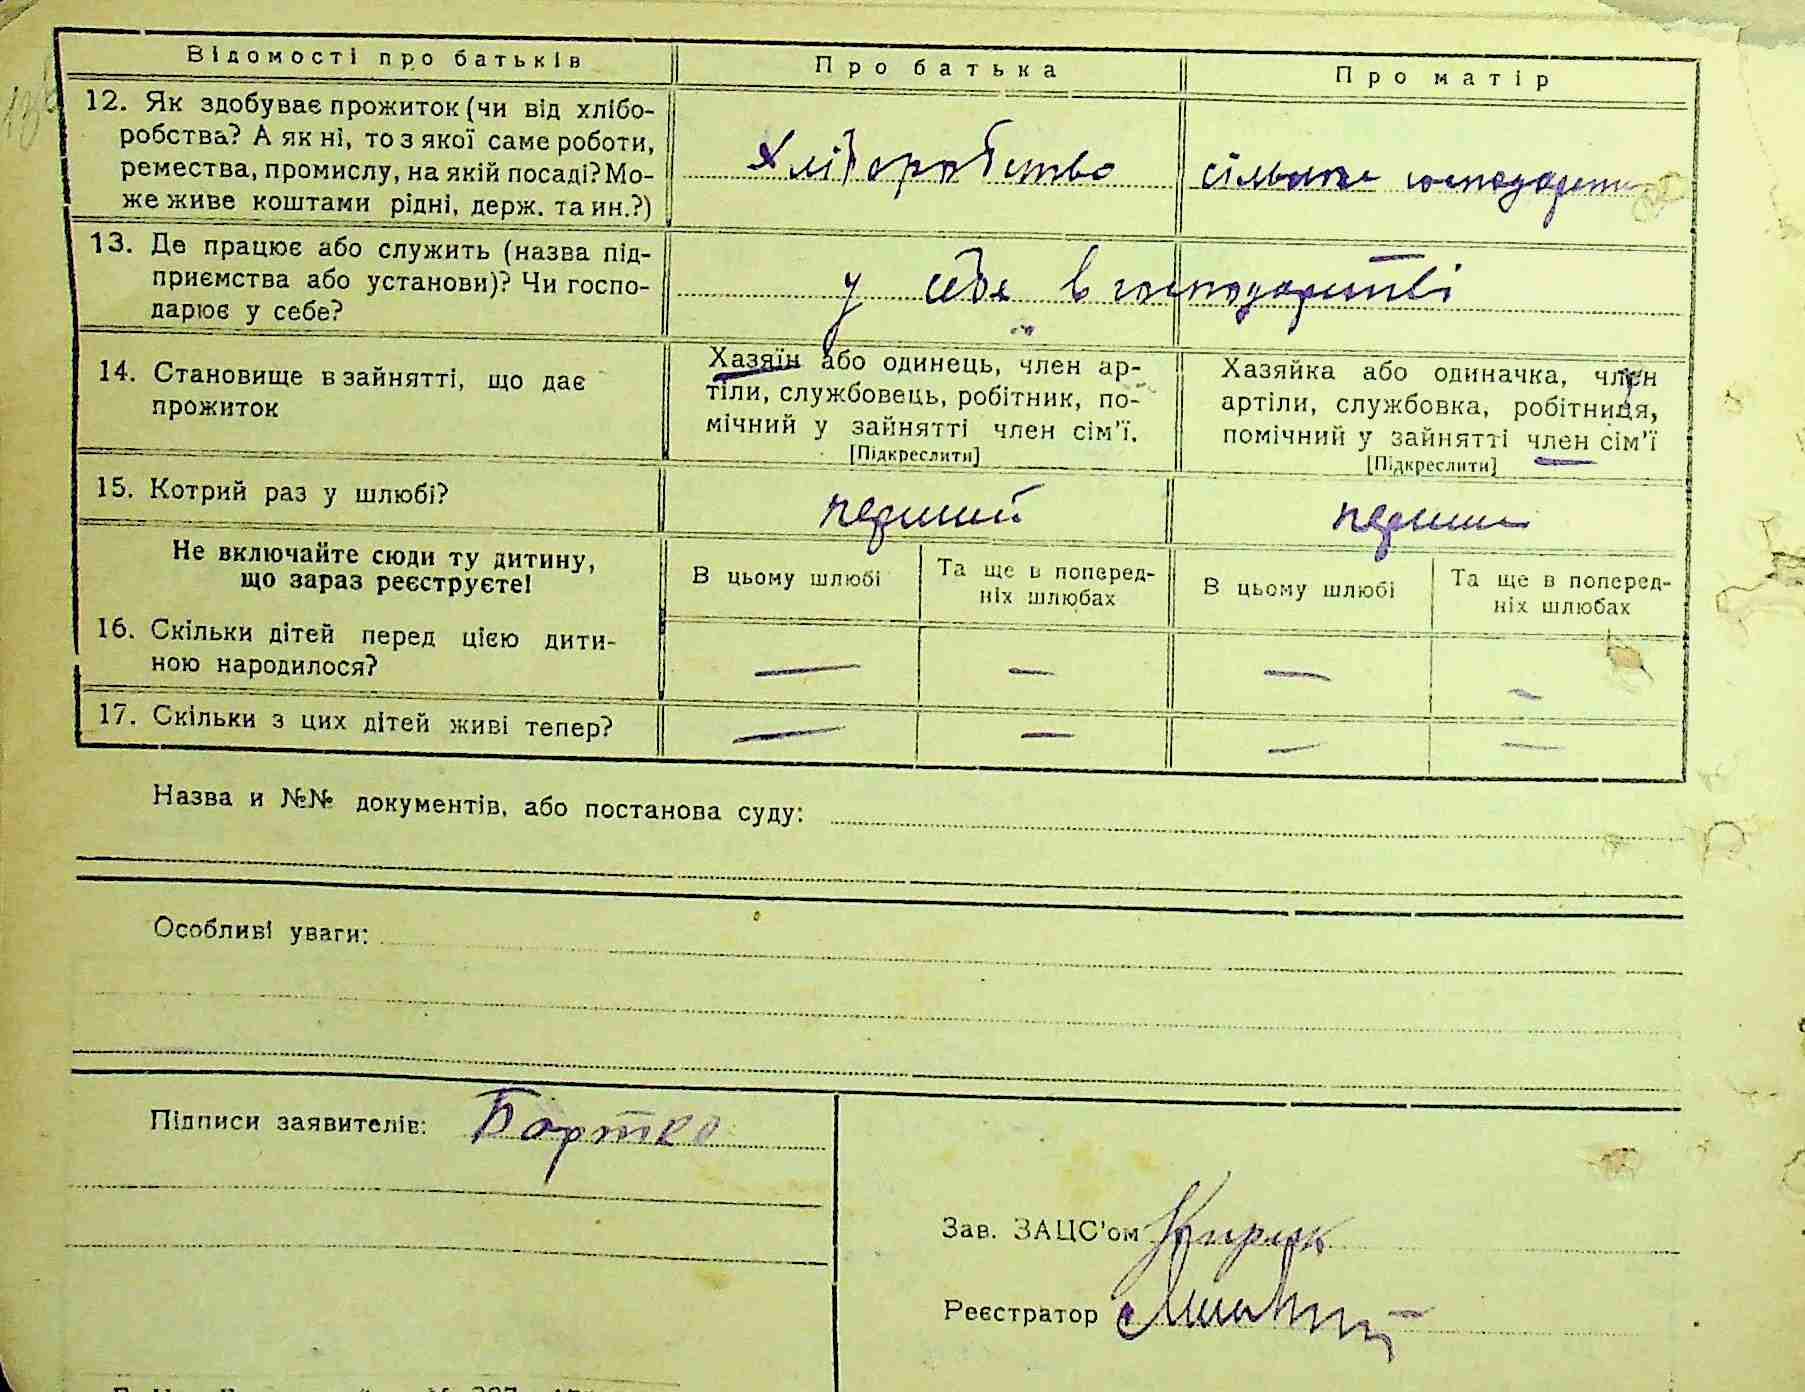 Відомості про батьків
Про батька
Про матір
12. Як здобуває прожиток (чи від хлібо-
робства? А як ні, то з якої саме роботи,
ремества, промислу, на якій посаді? Мо-
же живе коштами рідні, держ. та ин.?)
Хліборобство
сільське господарств
13. Де працює або служить (назва під-
приємства або установи)? Чи госпо-
дарює у себе?
у себе в господарстві
14. Становище в зайнятті, що дає
прожиток
Хазяїн або одинець, член ар-
тіли, службовець, робітник, по-
мічний у зайнятті член сім'ї.
[Підкреслити]
Хазяйка або одиначка, член
артіли, службовка, робітниця,
помічний у зайнятті член сім'ї
[Підкреслити]
15. Котрий раз у шлюбі?
перший
перший
Не включайте сюди ту дитину,
що зараз реєструєте!
В цьому шлюбі
Та ще в поперед-
ніх шлюбах
В цьому шлюбі
Та ще в поперед-
ніх шлюбах
16. Скільки дітей перед цією дити-
ною народилося?
— — — —
17. Скільки з цих дітей живі тепер?
— — — —
Назва и №№ документів, або постанова суду:
Особливі уваги:
Підписи заявителів: Бортко
Зав. ЗАЦС'ом
Реєстратор